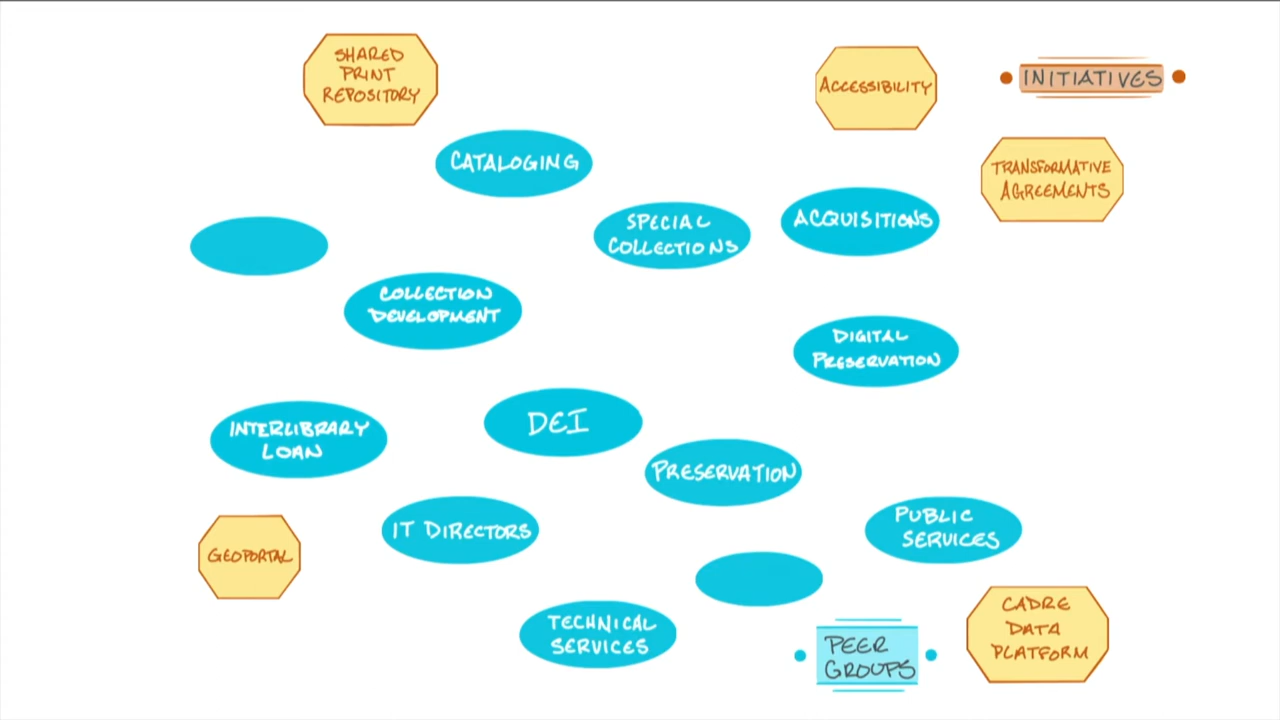 SHARED
PRINT
REPOSITORY
ACCESSIBILITY
INITIATIVES
CATALOGING
TRANSFORMATIVE
AGREEMENTS
SPECIAL
COLLECTIONS
ACQUISITIONS
COLLECTION
DEVELOPMENT
DIGITAL
PRESERVATION
INTERLIBRARY
LOAN
DEI
PRESERVATION
IT DIRECTORS
PUBLIC
SERVICES
GEOPORTAL
TECHNICAL
SERVICES
PEER
GROUPS
CADRE
DATA
PLATFORM